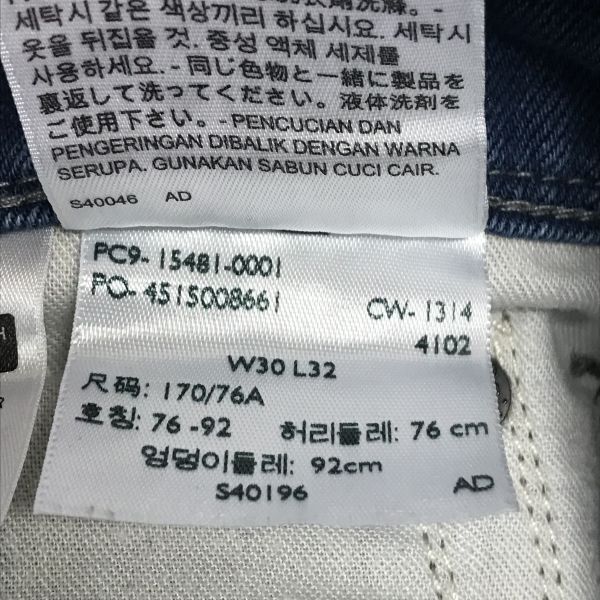 세탁시 같은 색상끼리 하십시요. 세탁시
옷을 뒤집을 것. 중성 액체 세제를
사용하세요. - 同じ色物と一緒に製品を
裏返して洗ってください。液体洗剤を
ご使用下さい。- PENCUCIAN DAN
PENGERINGAN DIBALIK DENGAN WARNA
SERUPA. GUNAKAN SABUN CUCI CAIR.
S40046 AD
PC9- 15481-0001
PO- 4515008661
CW- 1314
4102
W30 L32
尺码: 170/76A
호칭: 76 -92 허리둘레: 76 cm
엉덩이둘레: 92cm
S40196 AD